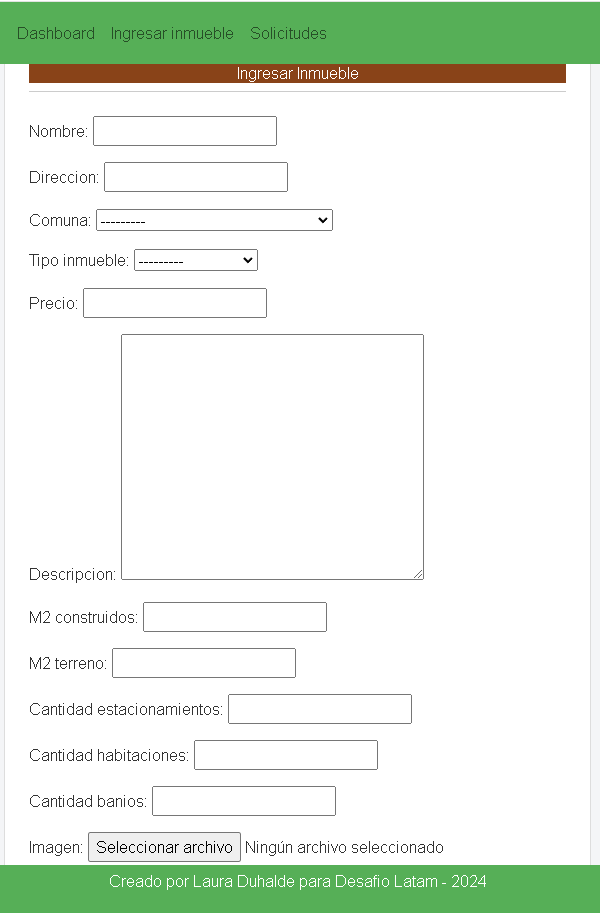 Dashboard Ingresar inmueble Solicitudes
Ingresar Inmueble
Nombre:
Direccion:
Comuna: ---------
Tipo inmueble: ---------
Precio:
Descripcion:
M2 construidos:
M2 terreno:
Cantidad estacionamientos:
Cantidad habitaciones:
Cantidad banios:
Imagen: Seleccionar archivo Ningún archivo seleccionado
Creado por Laura Duhalde para Desafio Latam - 2024